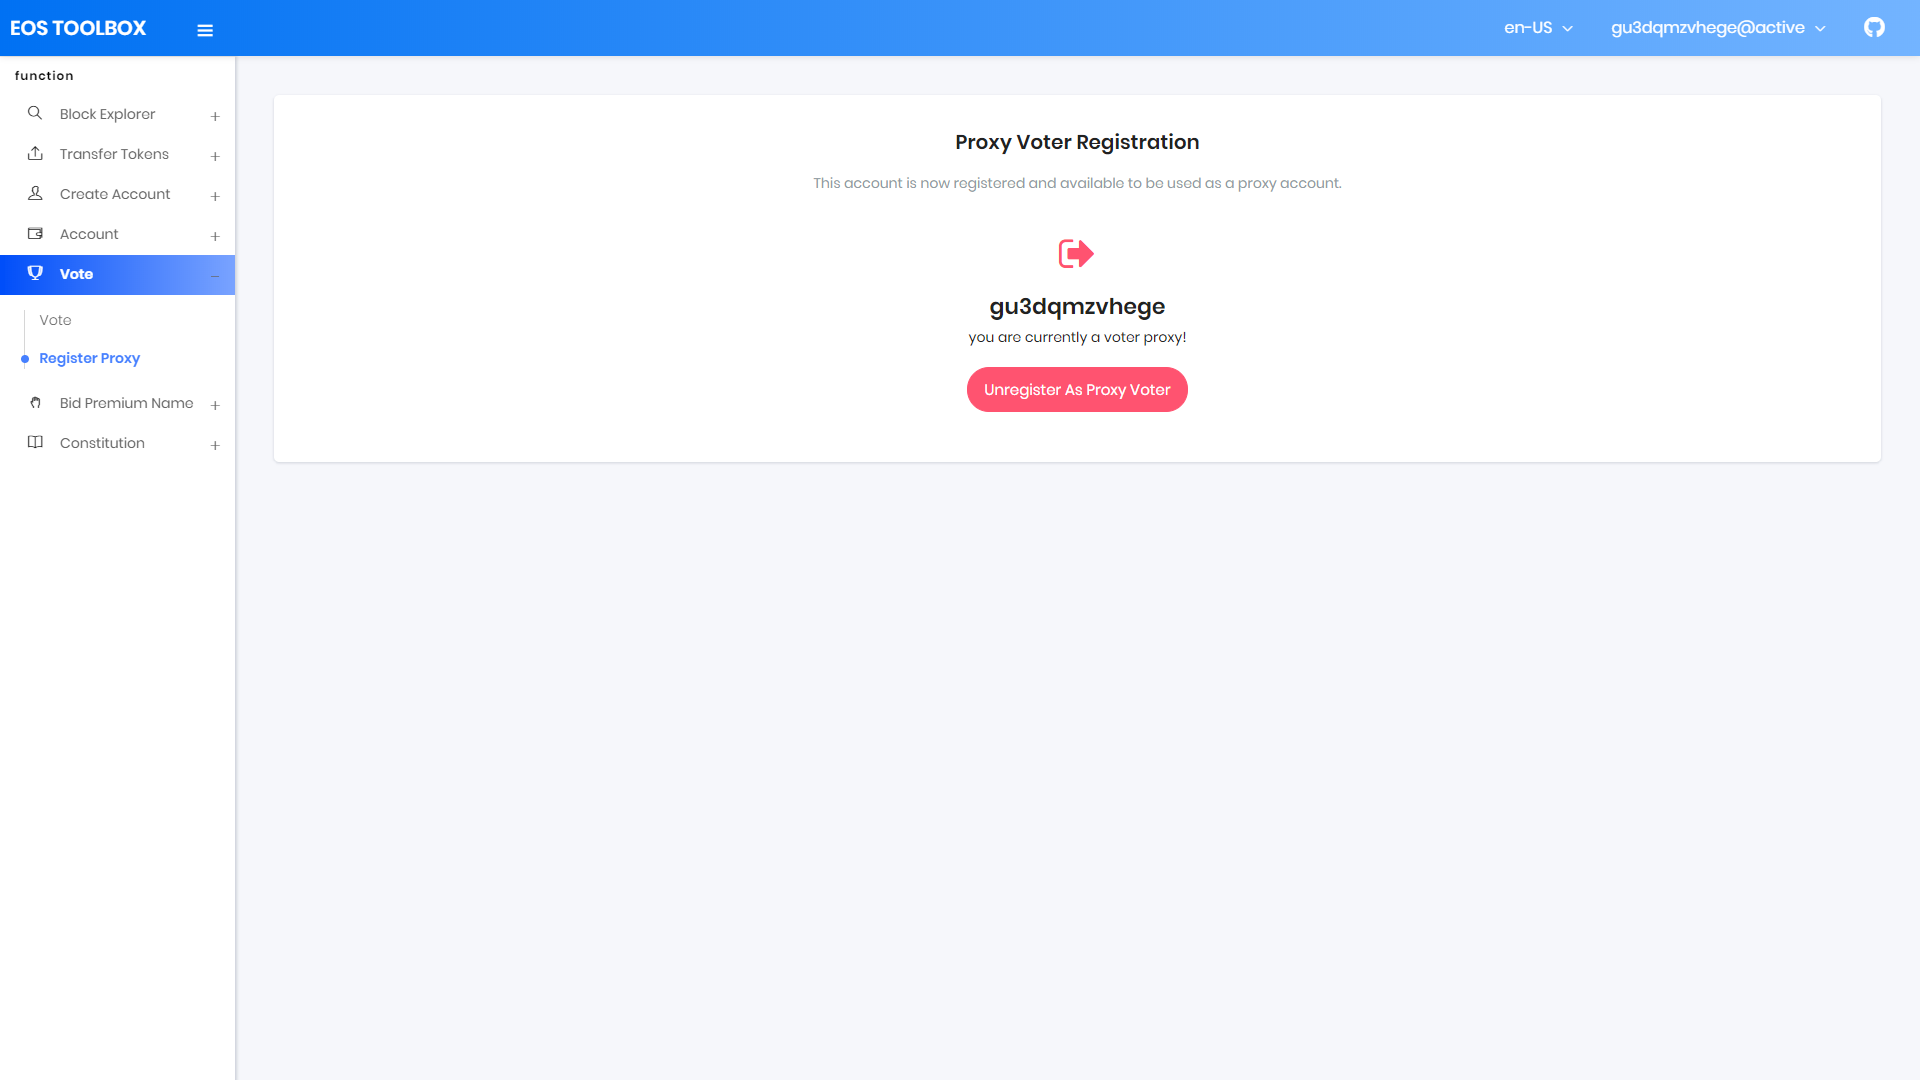 EOS TOOLBOX
en-US
gu3dqmzvhege@active
function
Block Explorer
Transfer Tokens
Create Account
Account
Vote
Vote
Register Proxy
Bid Premium Name
Constitution
Proxy Voter Registration
This account is now registered and available to be used as a proxy account.
gu3dqmzvhege
you are currently a voter proxy!
Unregister As Proxy Voter